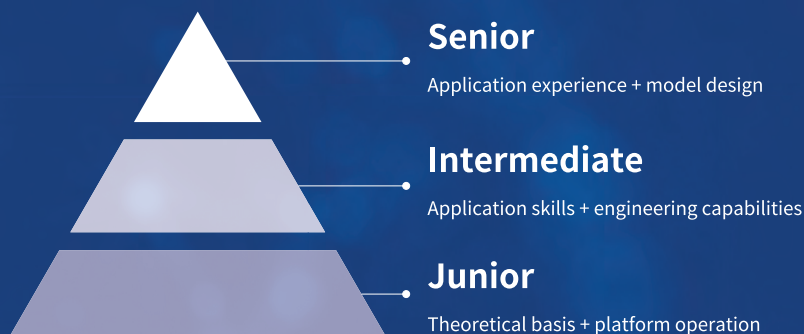 Senior
Application experience + model design
Intermediate
Application skills + engineering capabilities
Junior
Theoretical basis + platform operation